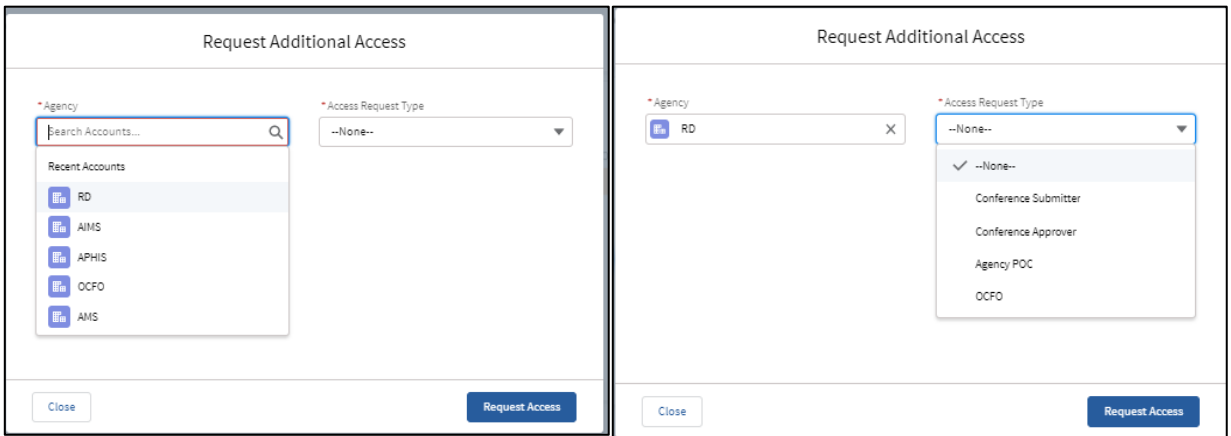 Request Additional Access
* Agency
* Access Request Type
Search Accounts...
--None--
Recent Accounts
RD
AIMS
APHIS
OCFO
AMS
Close
Request Access
Request Additional Access
* Agency
* Access Request Type
RD
--None--
--None--
Conference Submitter
Conference Approver
Agency POC
OCFO
Close
Request Access